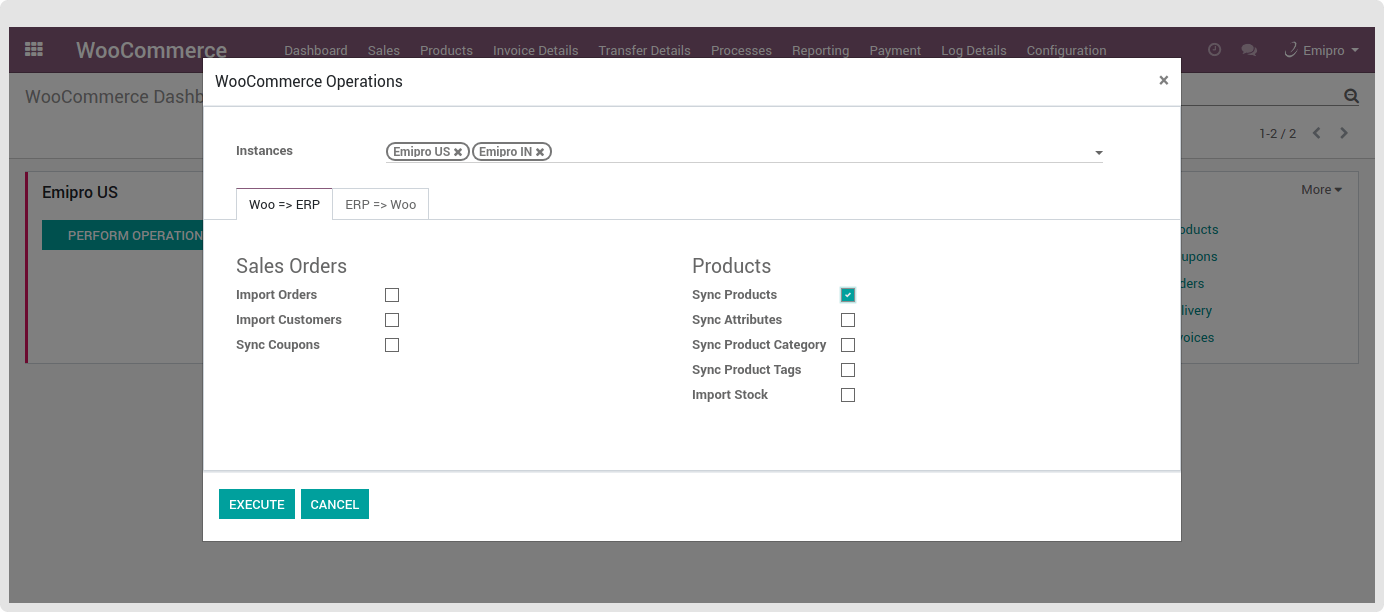 WooCommerce Dashboard Sales Products Invoice Details Transfer Details Processes Reporting Payment Log Details Configuration Emipro
WooCommerce Operations ×
WooCommerce Dashb
1-2 / 2
Instances Emipro US × Emipro IN ×
Emipro US
More
Woo => ERP ERP => Woo
PERFORM OPERATION
oducts
upons
ders
livery
voices
Sales Orders
Import Orders
Import Customers
Sync Coupons
Products
Sync Products
Sync Attributes
Sync Product Category
Sync Product Tags
Import Stock
EXECUTE CANCEL